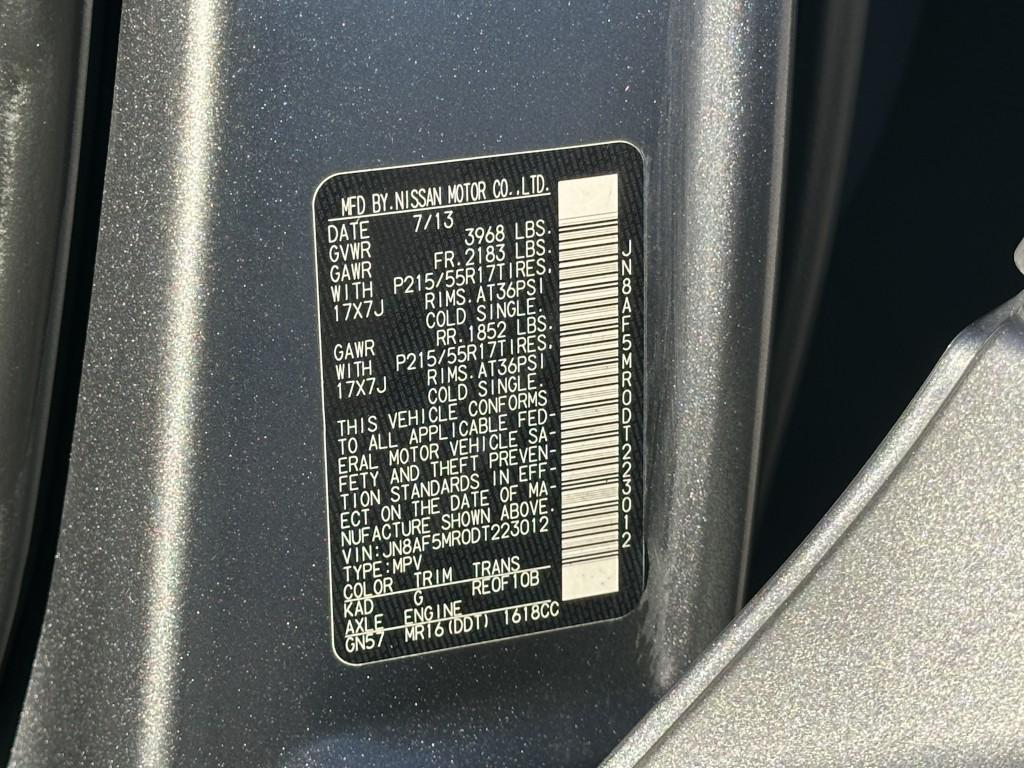 MFD BY.NISSAN MOTOR CO.,LTD.
DATE 7/13
GVWR 3968 LBS.
GAWR FR. 2183 LBS.
WITH P215/55R17TIRES.
17X7J RIMS.AT36PSI
COLD SINGLE.
GAWR RR. 1852 LBS.
WITH P215/55R17TIRES.
17X7J RIMS.AT36PSI
COLD SINGLE.
THIS VEHICLE CONFORMS
TO ALL APPLICABLE FED-
ERAL MOTOR VEHICLE SA-
FETY AND THEFT PREVEN-
TION STANDARDS IN EFF-
ECT ON THE DATE OF MA-
NUFACTURE SHOWN ABOVE.
VIN:JN8AF5MR0DT223012
TYPE:MPV
COLOR TRIM TRANS
KAD G RE0F10B
AXLE ENGINE
GN57 MR16(DDT) 1618CC
JN8AF5MR0DT223012